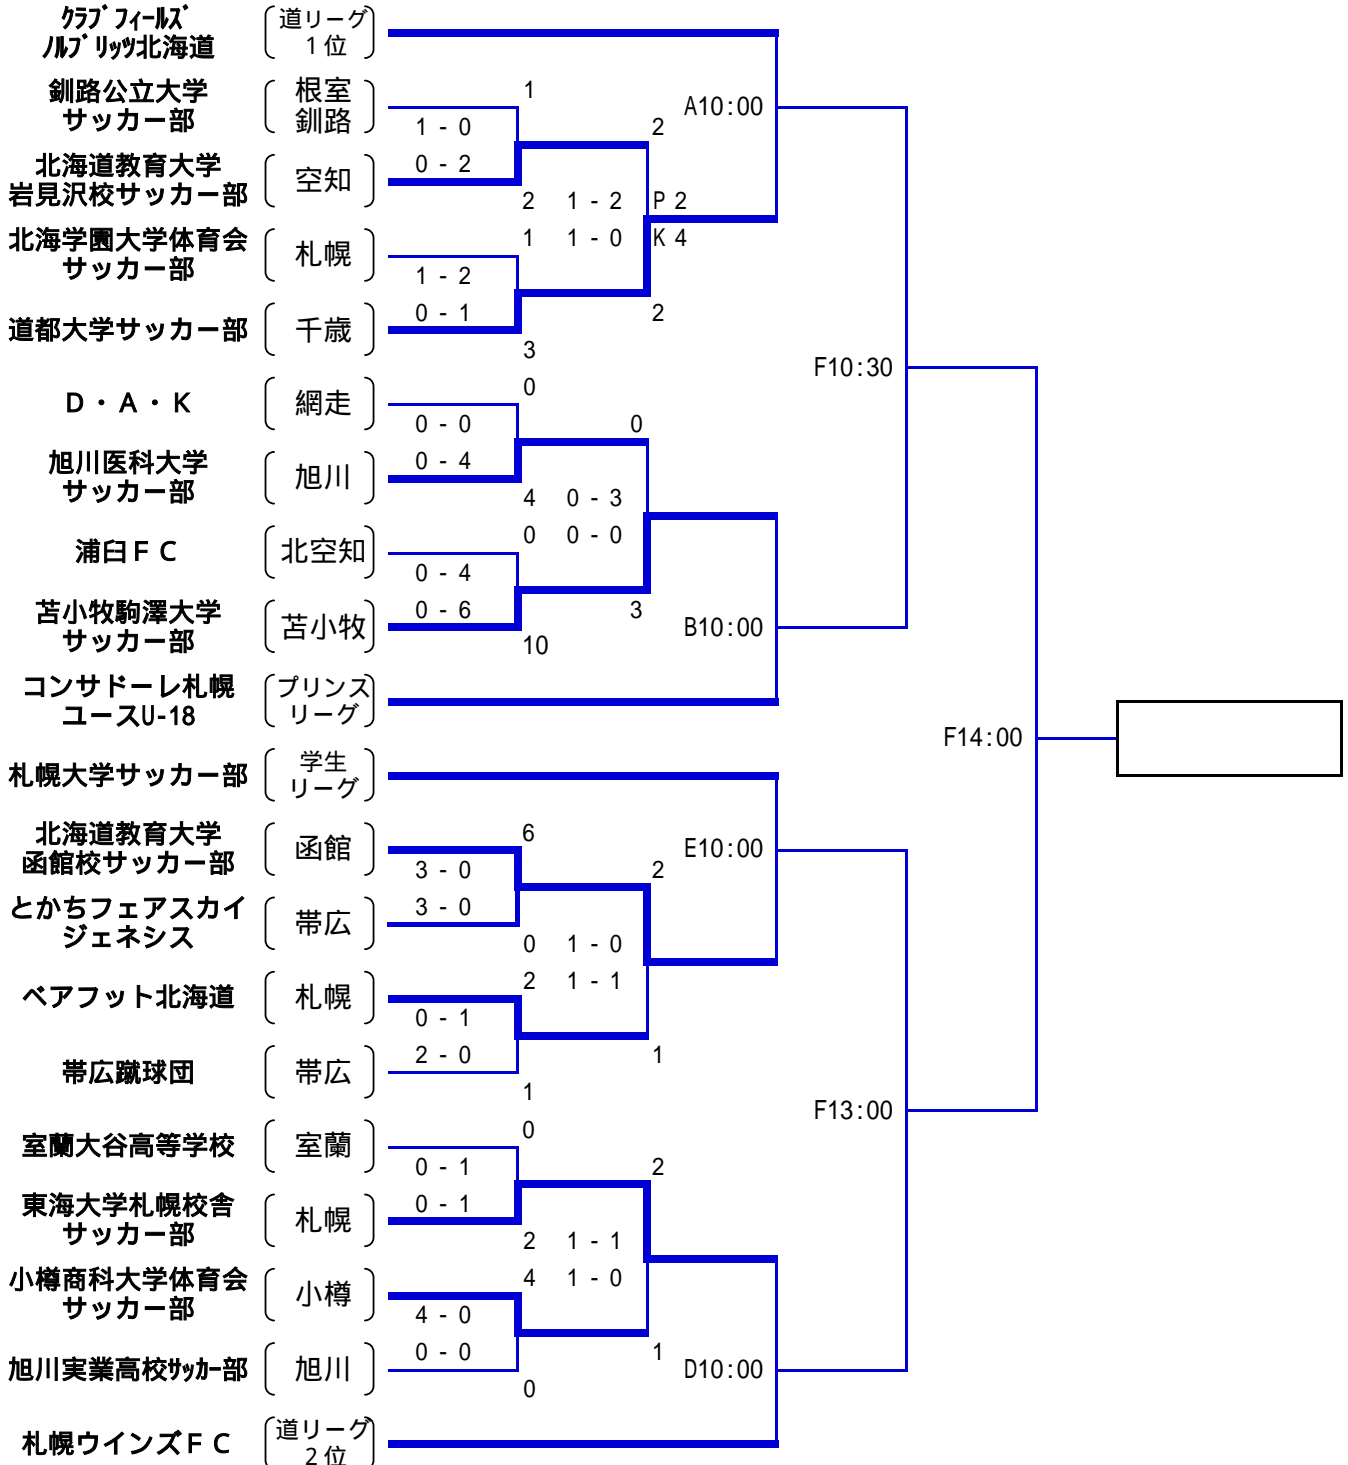 クラブフィールズ
ノルブリッツ北海道
道リーグ
1位
A10:00
釧路公立大学
サッカー部
根室
釧路
1
1 - 0
0 - 2
2
北海道教育大学
岩見沢校サッカー部
空知
2 1 - 2
P 2
北海学園大学体育会
サッカー部
札幌
1 1 - 0
K 4
1 - 2
0 - 1
2
道都大学サッカー部
千歳
3
F10:30
D・A・K
網走
0
0 - 0
0 - 4
0
旭川医科大学
サッカー部
旭川
4 0 - 3
浦臼FC
北空知
0 0 - 0
0 - 4
0 - 6
3
B10:00
苫小牧駒澤大学
サッカー部
苫小牧
10
コンサドーレ札幌
ユースU-18
プリンス
リーグ
F14:00
札幌大学サッカー部
学生
リーグ
E10:00
北海道教育大学
函館校サッカー部
函館
6
3 - 0
3 - 0
2
とかちフェアスカイ
ジェネシス
帯広
0 1 - 0
ベアフット北海道
札幌
2 1 - 1
0 - 1
2 - 0
1
帯広蹴球団
帯広
1
F13:00
室蘭大谷高等学校
室蘭
0
0 - 1
0 - 1
2
東海大学札幌校舎
サッカー部
札幌
2 1 - 1
小樽商科大学体育会
サッカー部
小樽
4 1 - 0
4 - 0
0 - 0
1
旭川実業高校サッカー部
旭川
0
D10:00
札幌ウインズFC
道リーグ
2位